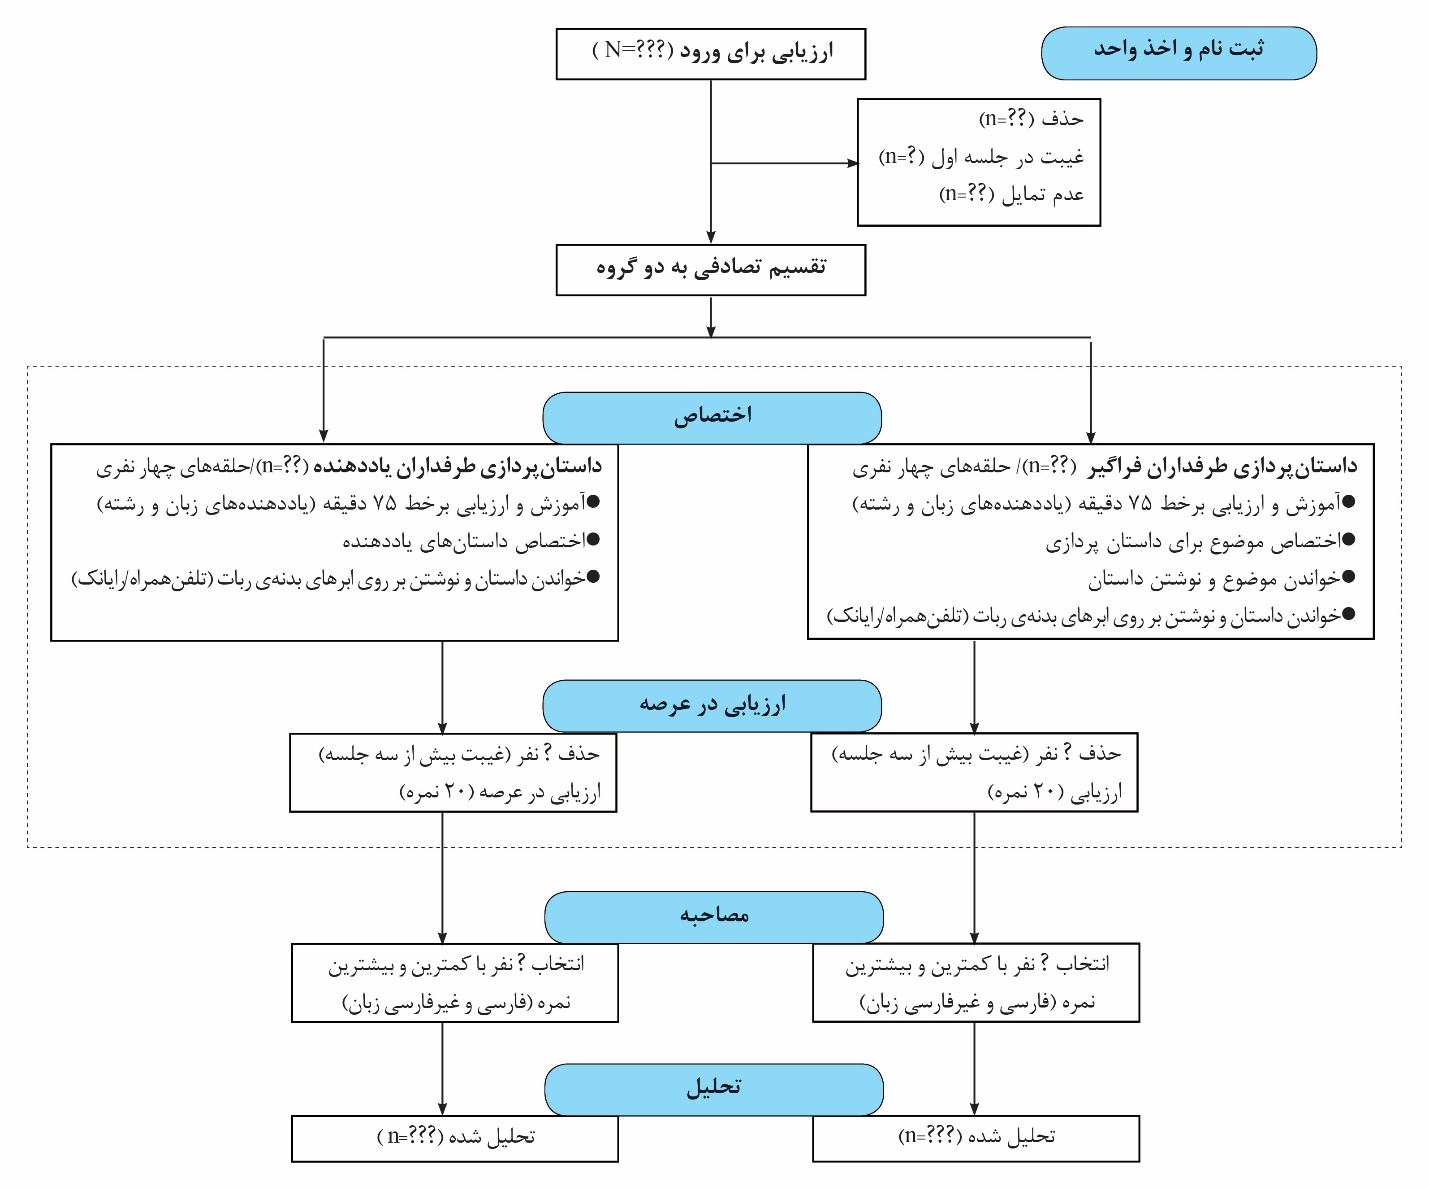 ثبت نام و اخذ واحد
ارزیابی برای ورود (N=???)
حذف (n=??)
غیبت در جلسه اول (n=?)
عدم تمایل (n=??)
تقسیم تصادفی به دو گروه
اختصاص
داستان‌پردازی طرفداران فراگیر (n=??)/ حلقه‌های چهار نفری
●آموزش و ارزیابی برخط ۷۵ دقیقه (یاددهنده‌های زبان و رشته)
●اختصاص موضوع برای داستان پردازی
●خواندن موضوع و نوشتن داستان
●خواندن داستان و نوشتن بر روی ابرهای بدنه‌ی ربات (تلفن‌همراه/رایانک)
داستان‌پردازی طرفداران یاددهنده (n=??)/حلقه‌های چهار نفری
●آموزش و ارزیابی برخط ۷۵ دقیقه (یاددهنده‌های زبان و رشته)
●اختصاص داستان‌های یاددهنده
●خواندن داستان و نوشتن بر روی ابرهای بدنه‌ی ربات (تلفن‌همراه/رایانک)
ارزیابی در عرصه
حذف ? نفر (غیبت بیش از سه جلسه)
ارزیابی (۲۰ نمره)
حذف ? نفر (غیبت بیش از سه جلسه)
ارزیابی در عرصه (۲۰ نمره)
مصاحبه
انتخاب ? نفر با کمترین و بیشترین
نمره (فارسی و غیرفارسی زبان)
انتخاب ? نفر با کمترین و بیشترین
نمره (فارسی و غیرفارسی زبان)
تحلیل
تحلیل شده (n=???)
تحلیل شده (n=???)